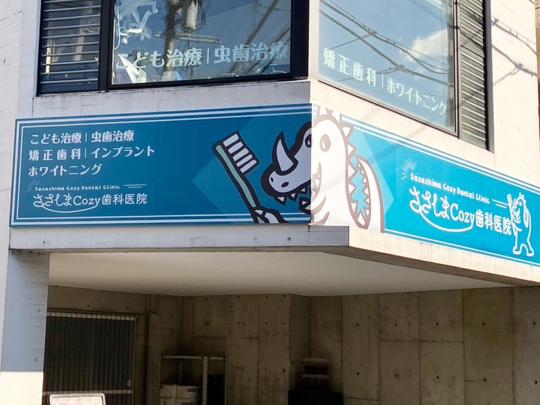 こども治療｜虫歯治療
矯正歯科｜ホワイトニング
こども治療｜虫歯治療
矯正歯科｜インプラント
ホワイトニング
Sasashima Cozy Dental Clinic
ささしまCozy歯科医院
Sasashima Cozy Dental Clinic
ささしまCozy歯科医院